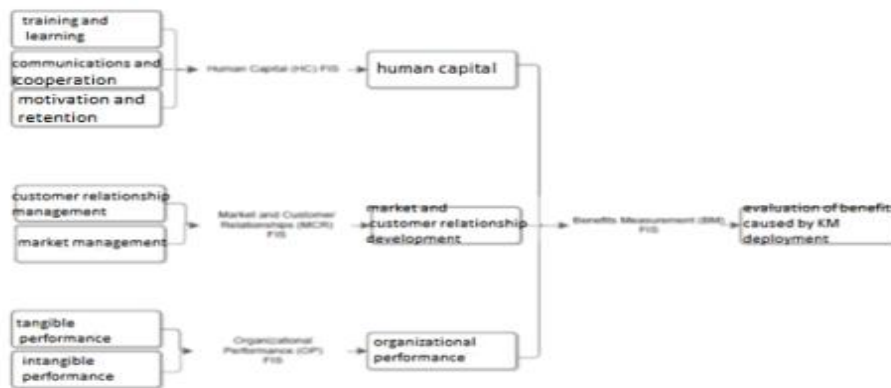 training and
learning
communications and
cooperation
motivation and
retention
Human Capital (HC) FIS
human capital
customer relationship
management
market management
Market and Customer
Relationships (MCR)
FIS
market and
customer relationship
development
Benefits Measurement (BM)
FIS
evaluation of benefit
caused by KM
deployment
tangible
performance
intangible
performance
Organizational
Performance (OP)
FIS
organizational
performance